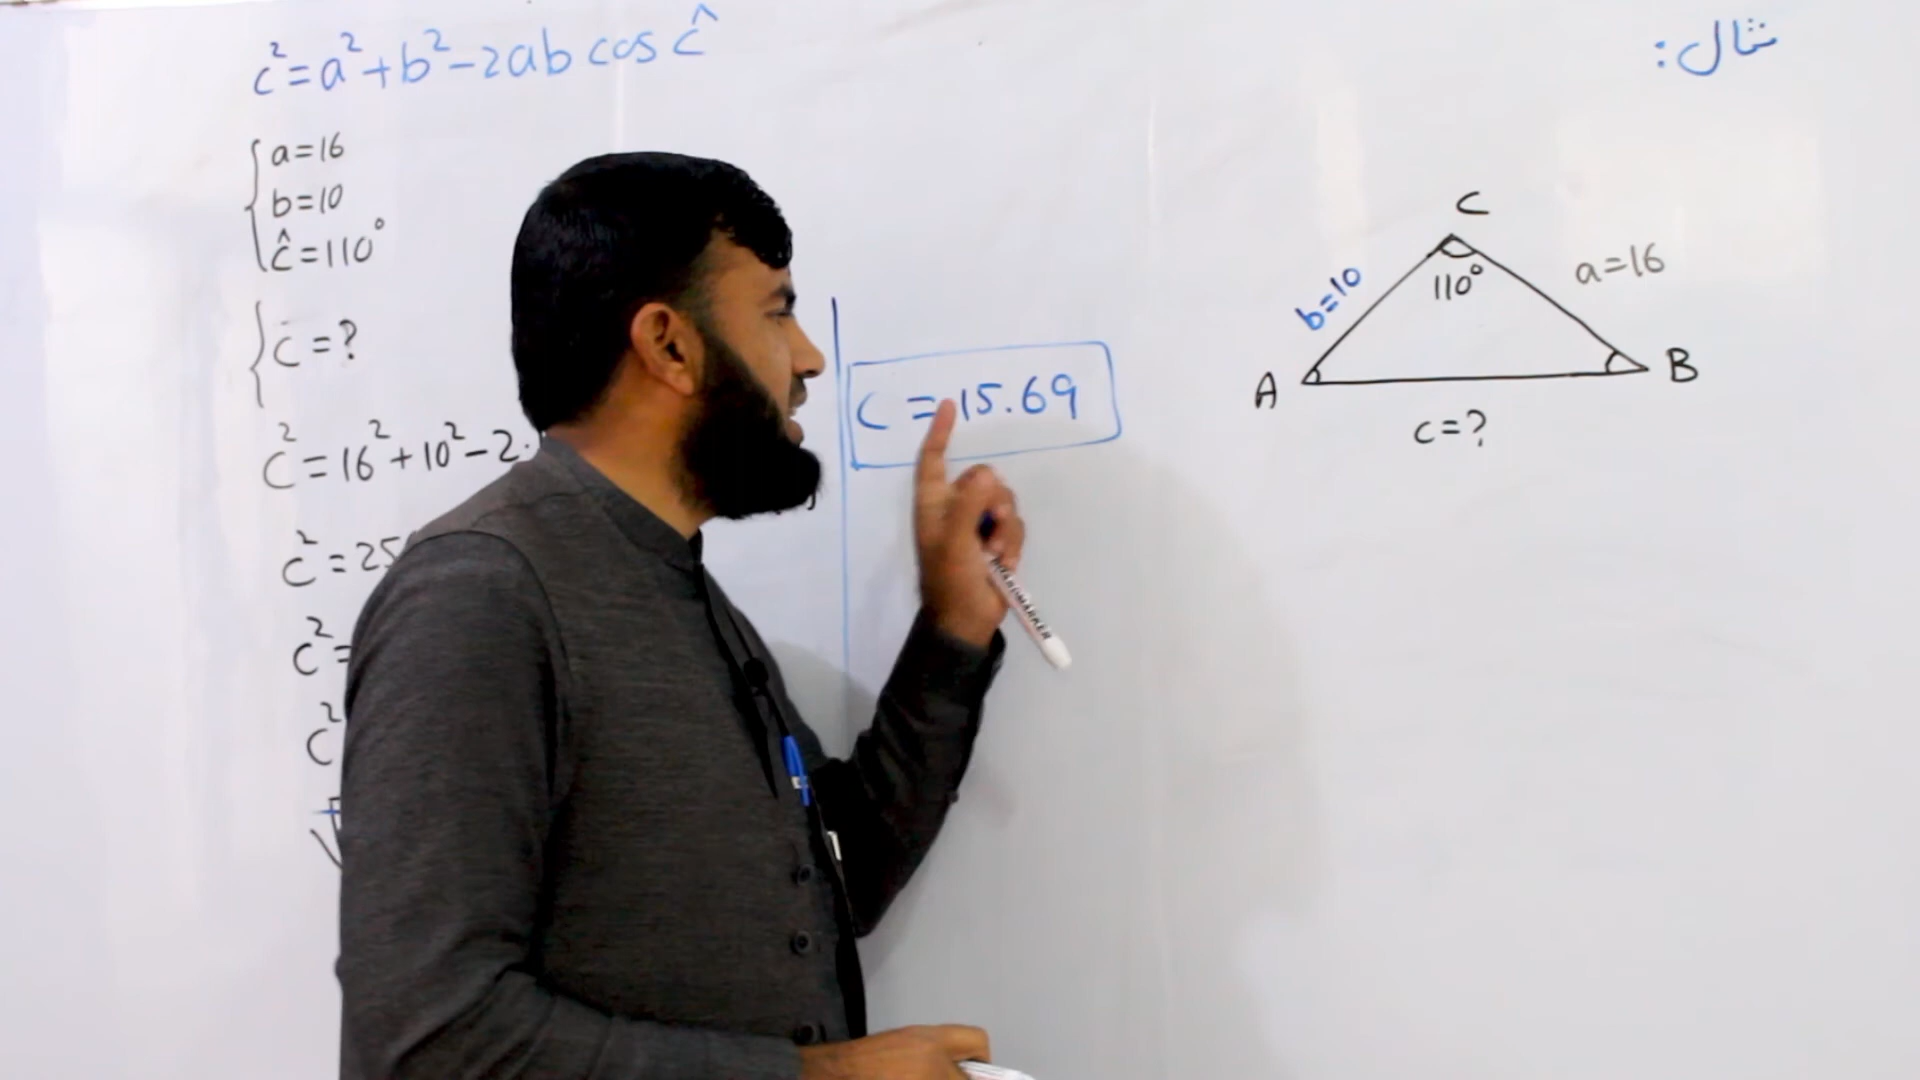 c²=a²+b²-2ab cos ĉ
a=16
b=10
ĉ=110°
c=?
c²=16²+10²-2·
c²=25
c²=
c²
c=15.69
مثال:
C
b=10
110°
a=16
A
B
c=?
BOARDMARKER